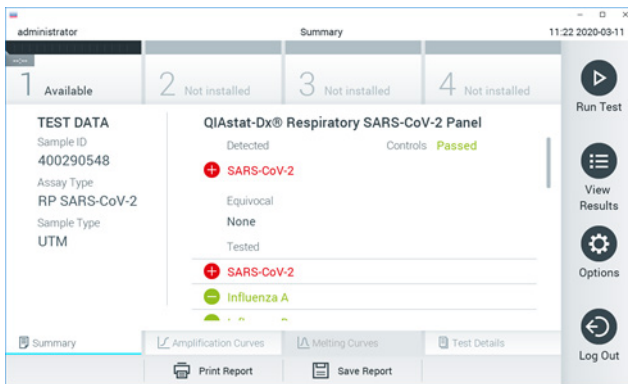 administrator Summary 11:22 2020-03-11
1 Available 2 Not installed 3 Not installed 4 Not installed
Run Test
TEST DATA
Sample ID
400290548
Assay Type
RP SARS-CoV-2
Sample Type
UTM
QIAstat-Dx® Respiratory SARS-CoV-2 Panel
Detected Controls Passed
SARS-CoV-2
Equivocal
None
Tested
SARS-CoV-2
Influenza A
View
Results
Options
Log Out
Summary Amplification Curves Melting Curves Test Details
Print Report Save Report